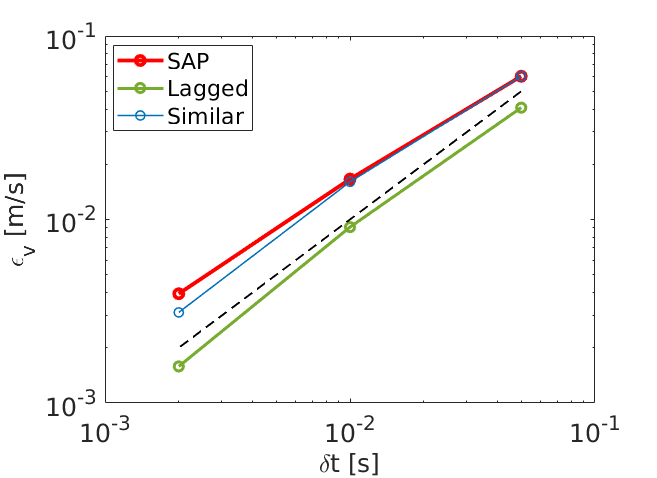 10^-1
SAP
Lagged
Similar
10^-2
ϵ_v [m/s]
10^-3
10^-3
10^-2
10^-1
δt [s]